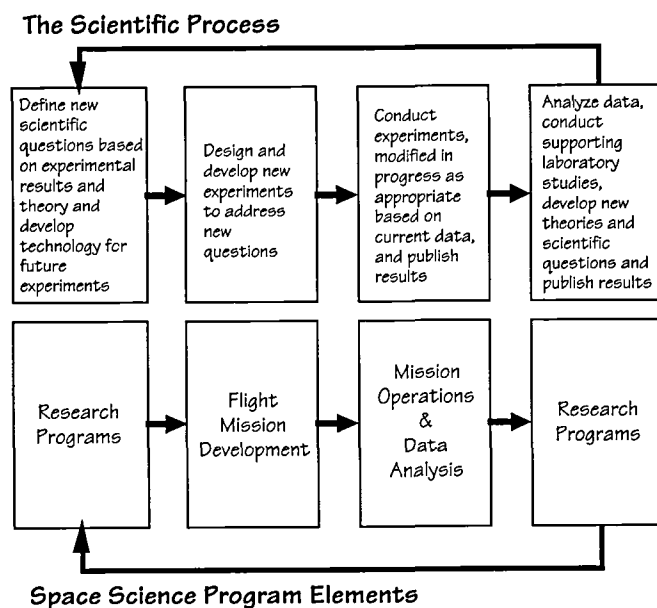 The Scientific Process
Define new
scientific
questions based
on experimental
results and
theory and
develop
technology for
future
experiments
Design and
develop new
experiments
to address
new
questions
Conduct
experiments,
modified in
progress as
appropriate
based on
current data,
and publish
results
Analyze data,
conduct
supporting
laboratory
studies,
develop new
theories and
scientific
questions and
publish results
Research
Programs
Flight
Mission
Development
Mission
Operations
&
Data
Analysis
Research
Programs
Space Science Program Elements